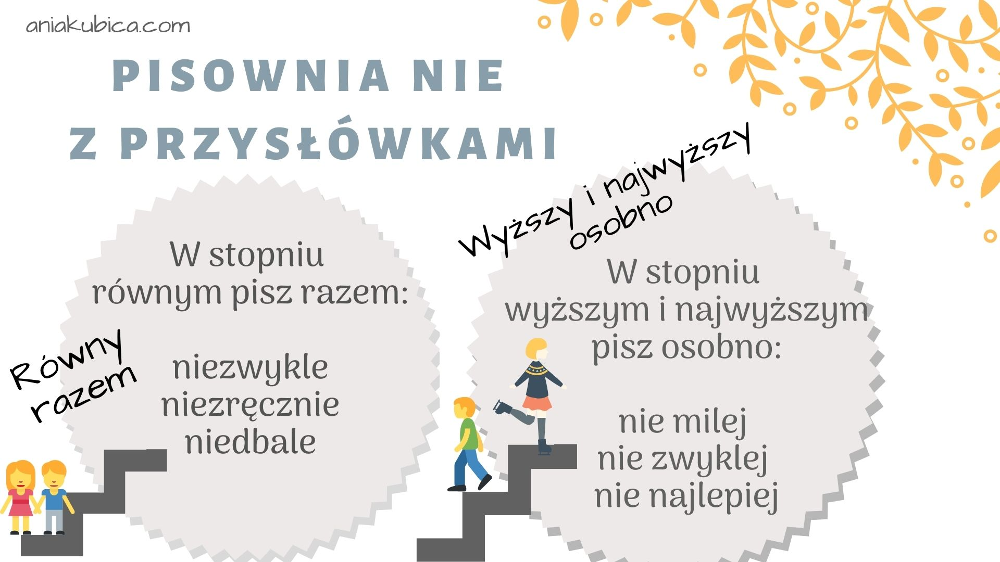 aniakubica.com
PISOWNIA NIE
Z PRZYSŁÓWKAMI
W stopniu
równym pisz razem:
niezwykle
niezręcznie
niedbale
Równy
razem
Wyższy i najwyższy
osobno
W stopniu
wyższym i najwyższym
pisz osobno:
nie milej
nie zwyklej
nie najlepiej